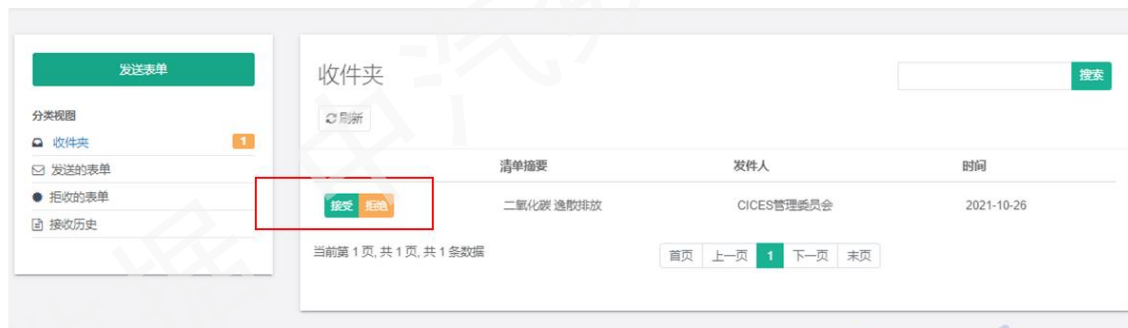 发送表单
分类视图
收件夹 1
发送的表单
拒收的表单
接收历史
收件夹
搜索
刷新
清单摘要 发件人 时间
接受 拒绝 二氧化碳 逸散排放 CICES管理委员会 2021-10-26
当前第 1 页, 共 1 页, 共 1 条数据
首页 上一页 1 下一页 末页